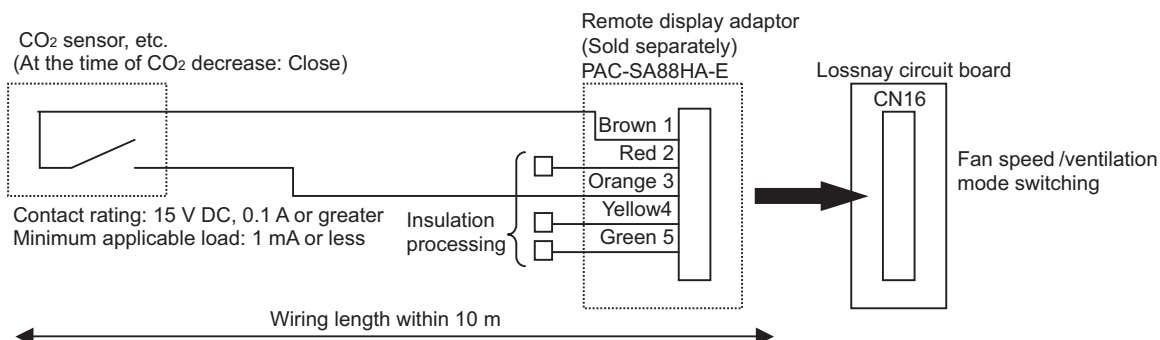 CO2 sensor, etc.
(At the time of CO2 decrease: Close)
Contact rating: 15 V DC, 0.1 A or greater
Minimum applicable load: 1 mA or less
Insulation
processing
Remote display adaptor
(Sold separately)
PAC-SA88HA-E
Brown 1
Red 2
Orange 3
Yellow4
Green 5
Lossnay circuit board
CN16
Fan speed /ventilation
mode switching
Wiring length within 10 m